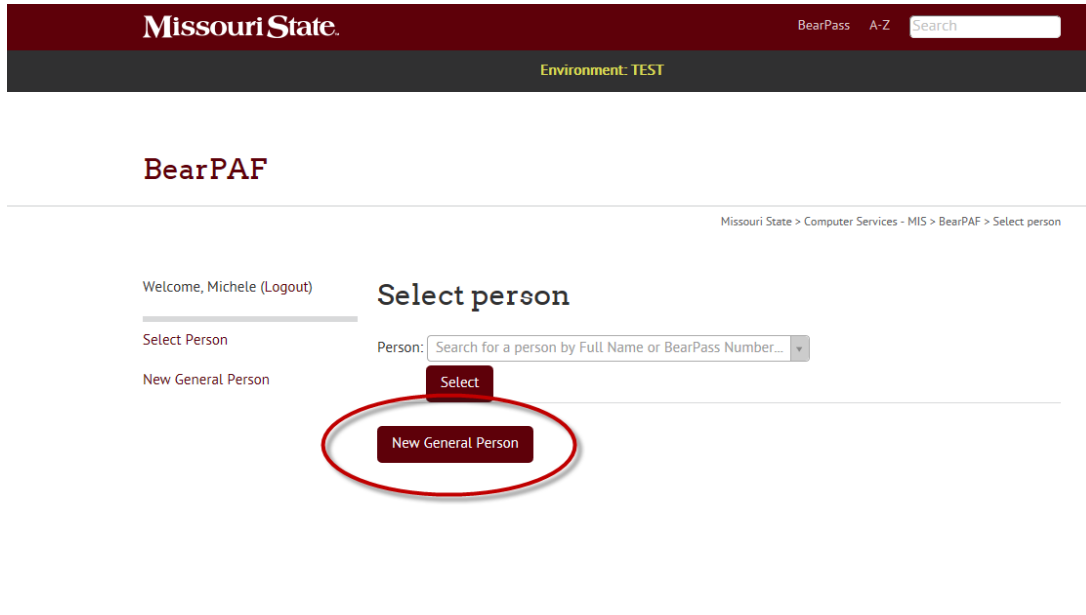 Missouri State.
BearPass A-Z Search
Environment: TEST
BearPAF
Missouri State > Computer Services - MIS > BearPAF > Select person
Welcome, Michele (Logout)
Select Person
New General Person
Select person
Person: Search for a person by Full Name or BearPass Number...
Select
New General Person